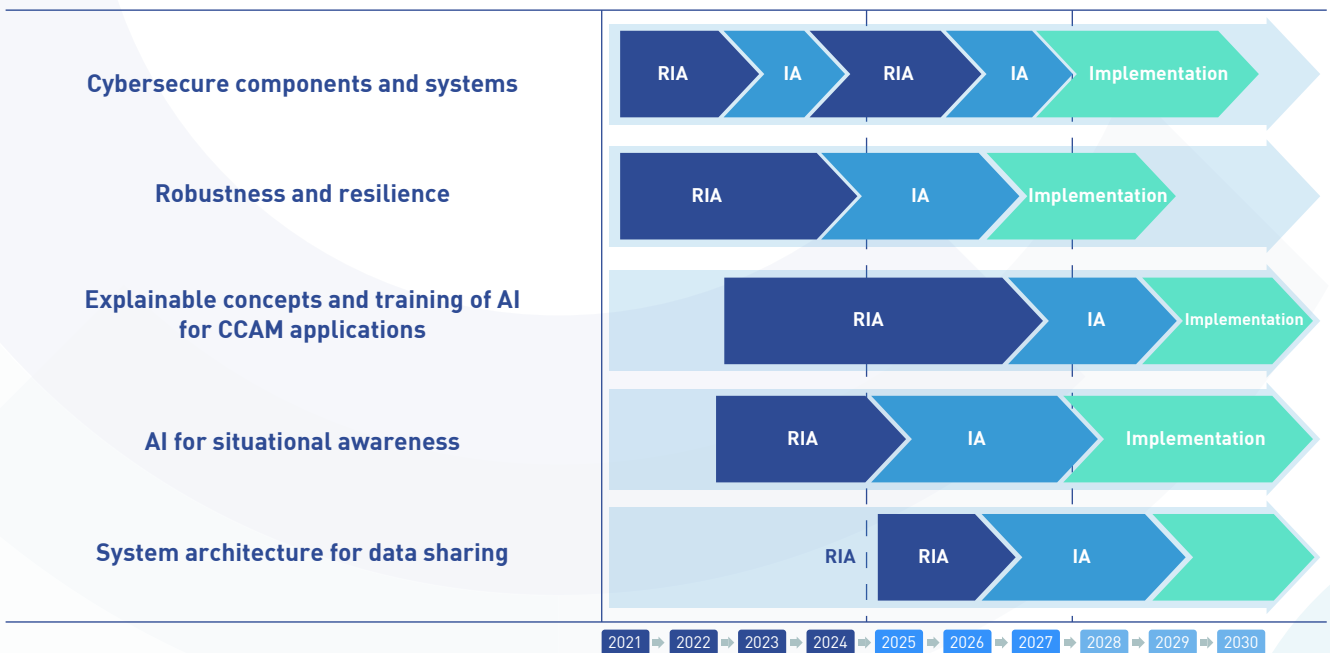 Cybersecure components and systems
RIA
IA
RIA
IA
Implementation
Robustness and resilience
RIA
IA
Implementation
Explainable concepts and training of AI
for CCAM applications
RIA
IA
Implementation
AI for situational awareness
RIA
IA
Implementation
System architecture for data sharing
RIA
RIA
IA
2021 2022 2023 2024 2025 2026 2027 2028 2029 2030